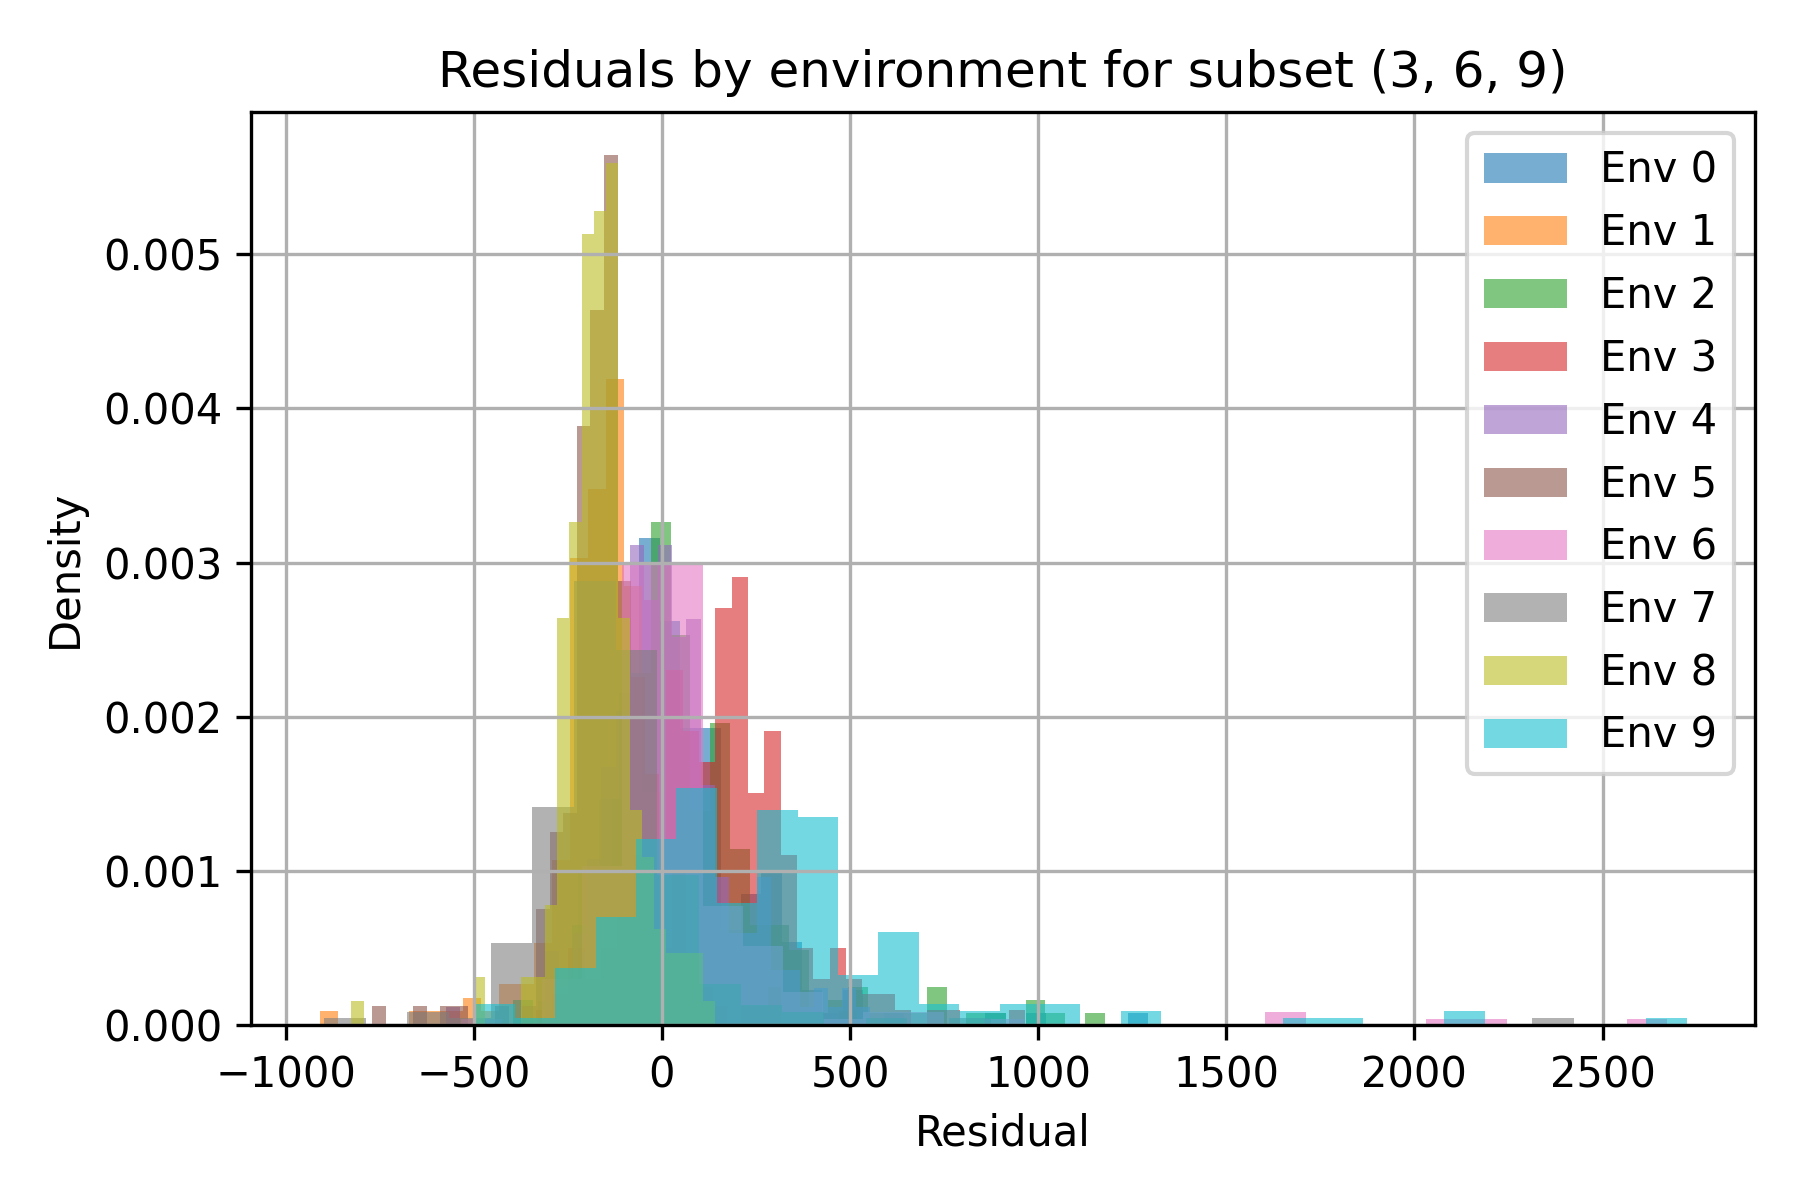 Residuals by environment for subset (3, 6, 9)
Env 0
Env 1
Env 2
Env 3
Env 4
Env 5
Env 6
Env 7
Env 8
Env 9
Density
0.005
0.004
0.003
0.002
0.001
0.000
−1000 −500 0 500 1000 1500 2000 2500
Residual